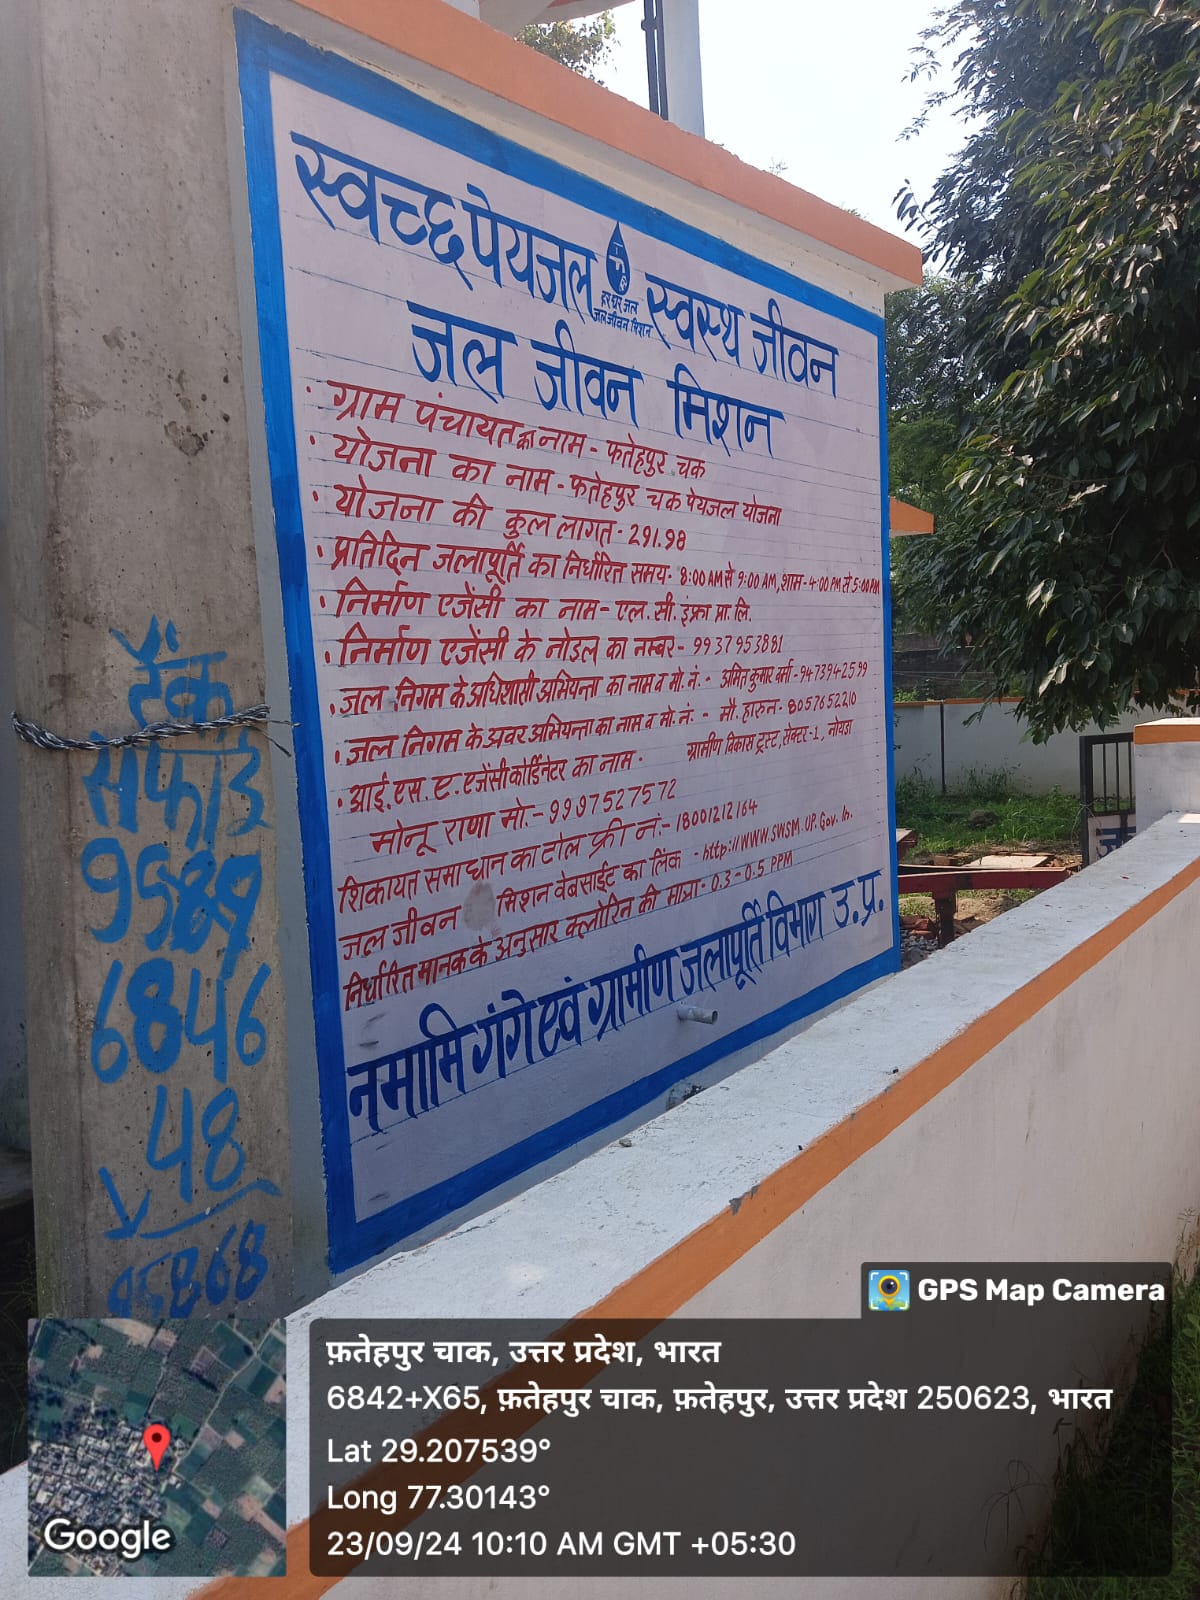 स्वच्छ पेयजल स्वस्थ जीवन
हर घर जल
जल जीवन मिशन
जल जीवन मिशन
· ग्राम पंचायत का नाम - फतेहपुर चक
· योजना का नाम - फतेहपुर चक पेयजल योजना
· योजना की कुल लागत - 291.98
· प्रतिदिन जलापूर्ति का निर्धारित समय - 8:00 AM से 9:00 AM, शाम - 4:00 PM से 5:00 PM
· निर्माण एजेंसी का नाम - एल. सी. इंफ्रा प्रा. लि.
· निर्माण एजेंसी के नोडल का नम्बर - 9937953881
· जल निगम के अधिशासी अभियन्ता का नाम व मो. नं. - अमित कुमार वर्मा - 9473942599
· जल निगम के अवर अभियन्ता का नाम व मो. नं: - मौ. हारुन - 8057652210
· आई. एस. ए. एजेंसी कोर्डिनेटर का नाम - ग्रामीण विकास ट्रस्ट, सेक्टर-1, नोयडा
मोनू राणा मो:- 9997527572
शिकायत समाधान का टोल फ्री नं:- 18001212164
जल जीवन मिशन वेबसाईट का लिंक - http://www.SWSM.UP.Gov.In.
निर्धारित मानक के अनुसार क्लोरिन की मात्रा - 0.3 - 0.5 PPM
नमामि गंगे एवं ग्रामीण जलापूर्ति विभाग उ. प्र.
टैंक
सफाई
9589
6846
48
95868
GPS Map Camera
फ़तेहपुर चाक, उत्तर प्रदेश, भारत
6842+X65, फ़तेहपुर चाक, फ़तेहपुर, उत्तर प्रदेश 250623, भारत
Lat 29.207539°
Long 77.30143°
23/09/24 10:10 AM GMT +05:30
Google